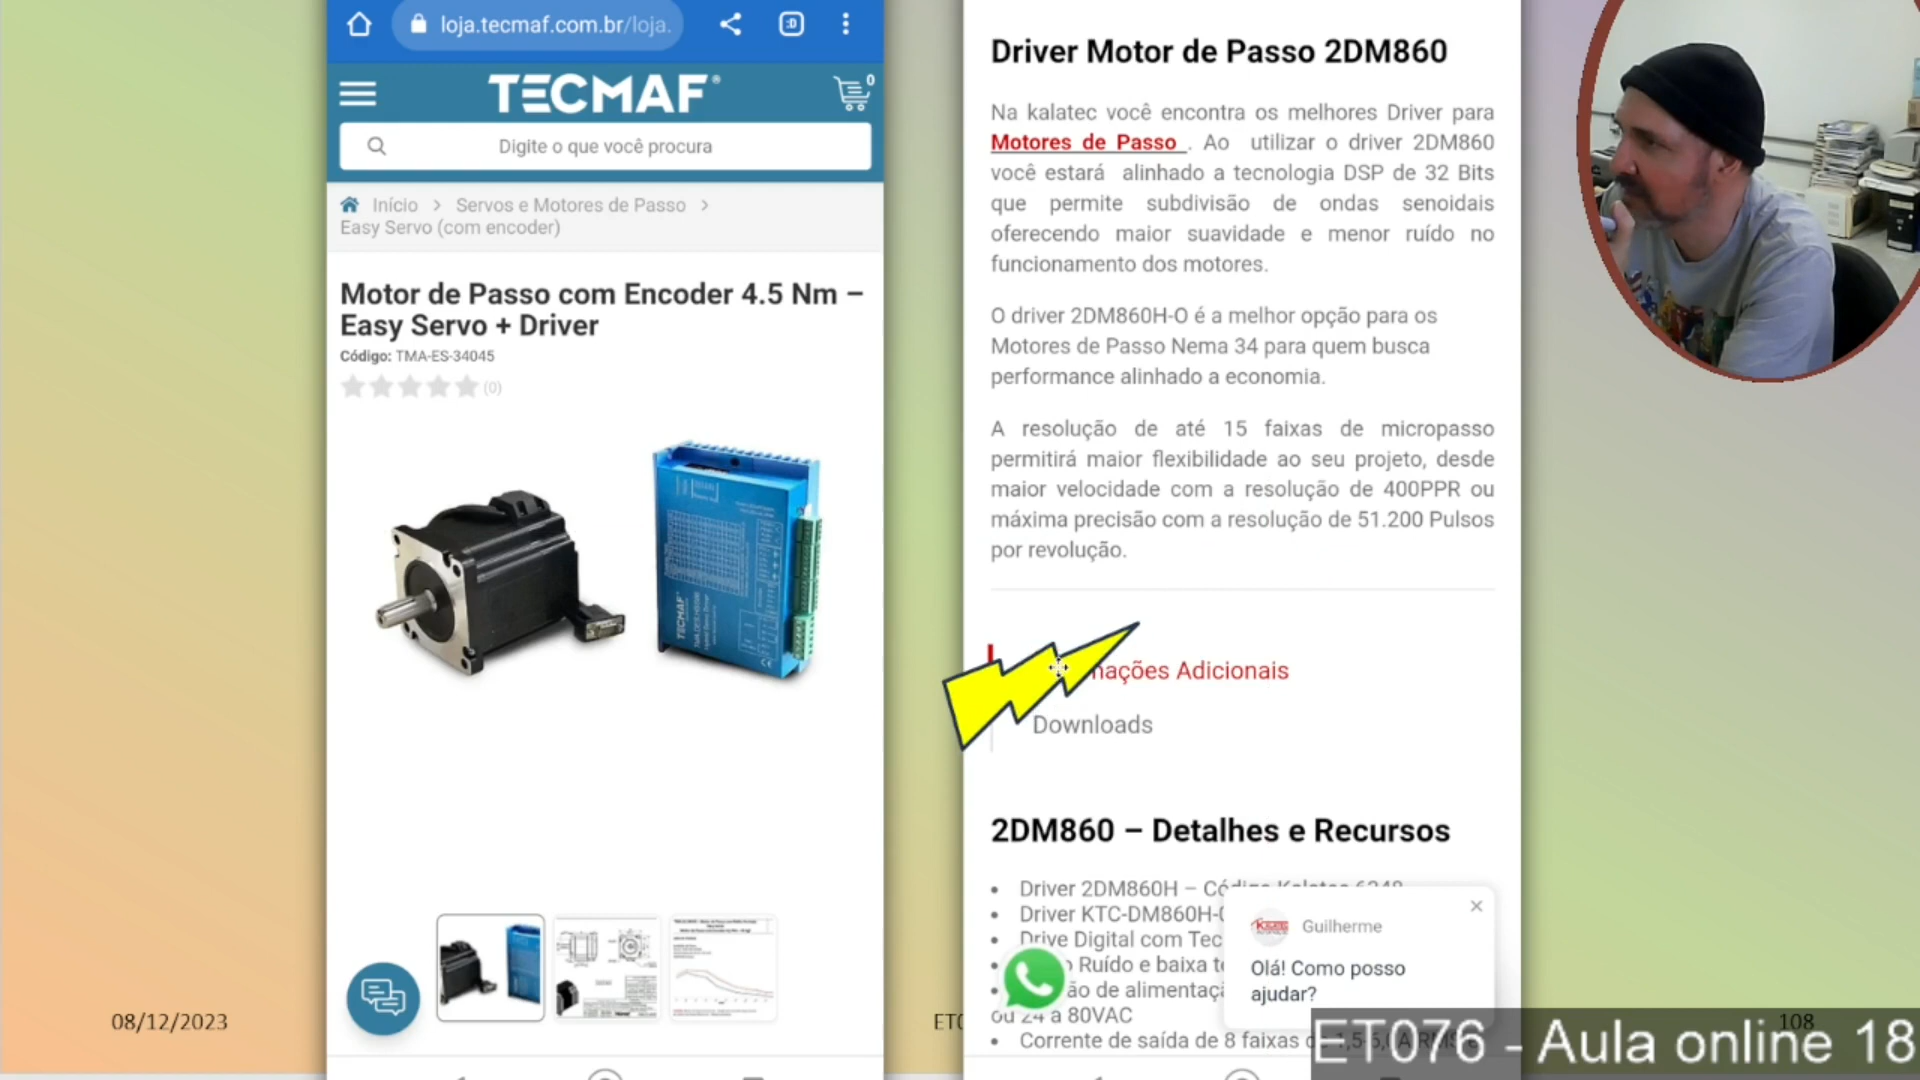 loja.tecmaf.com.br/loja.
TECMAF
0
Digite o que você procura
Início > Servos e Motores de Passo >
Easy Servo (com encoder)
Motor de Passo com Encoder 4.5 Nm –
Easy Servo + Driver
Código: TMA-ES-34045
(0)
TECMAF
08/12/2023
Driver Motor de Passo 2DM860
Na kalatec você encontra os melhores Driver para
Motores de Passo . Ao utilizar o driver 2DM860
você estará alinhado a tecnologia DSP de 32 Bits
que permite subdivisão de ondas senoidais
oferecendo maior suavidade e menor ruído no
funcionamento dos motores.
O driver 2DM860H-O é a melhor opção para os
Motores de Passo Nema 34 para quem busca
performance alinhado a economia.
A resolução de até 15 faixas de micropasso
permitirá maior flexibilidade ao seu projeto, desde
maior velocidade com a resolução de 400PPR ou
máxima precisão com a resolução de 51.200 Pulsos
por revolução.
mações Adicionais
Downloads
2DM860 – Detalhes e Recursos
Driver 2DM860H –
Driver KTC-DM860H-
Drive Digital com Tec
Ruído e baixa
ão de alimentaçã
ou 24 a 80VAC
Corrente de saída de 8 faixas
Guilherme
Olá! Como posso
ajudar?
108
ET076 - Aula online 18